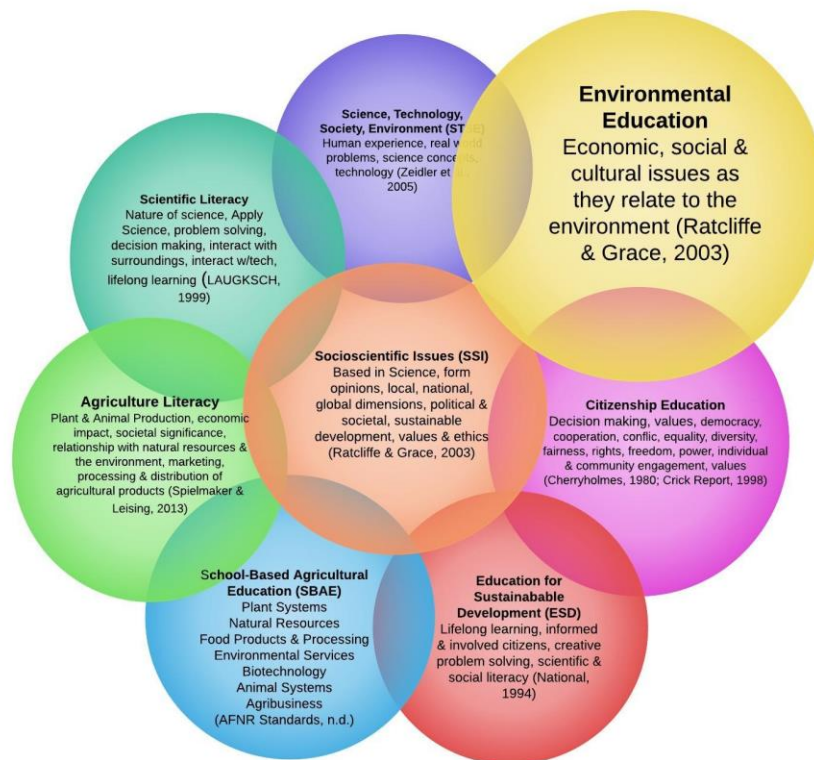 Science, Technology,
Society, Environment (STSE)
Human experience, real world
problems, science concepts,
technology (Zeidler et
2005)
Environmental
Education
Economic, social &
cultural issues as
they relate to the
environment (Ratcliffe
& Grace, 2003)
Scientific Literacy
Nature of science, Apply
Science, problem solving,
decision making, interact with
surroundings, interact w/tech,
lifelong learning (LAUGKSCH,
1999)
Socioscientific Issues (SSI)
Based in Science, form
opinions, local, national,
global dimensions, political &
societal, sustainable
development, values & ethics
(Ratcliffe & Grace, 2003)
Agriculture Literacy
Plant & Animal Production, economic
impact, societal significance,
relationship with natural resources &
the environment, marketing,
processing & distribution of
agricultural products (Spielmaker &
Leising, 2013)
Citizenship Education
Decision making, values, democracy,
cooperation, conflic, equality, diversity,
fairness, rights, freedom, power, individual
& community engagement, values
(Cherryholmes, 1980; Crick Report, 1998)
School-Based Agricultural
Education (SBAE)
Plant Systems
Natural Resources
Food Products & Processing
Environmental Services
Biotechnology
Animal Systems
Agribusiness
(AFNR Standards, n.d.)
Education for
Sustainabable
Development (ESD)
Lifelong learning, informed
& involved citizens, creative
problem solving, scientific &
social literacy (National,
1994)